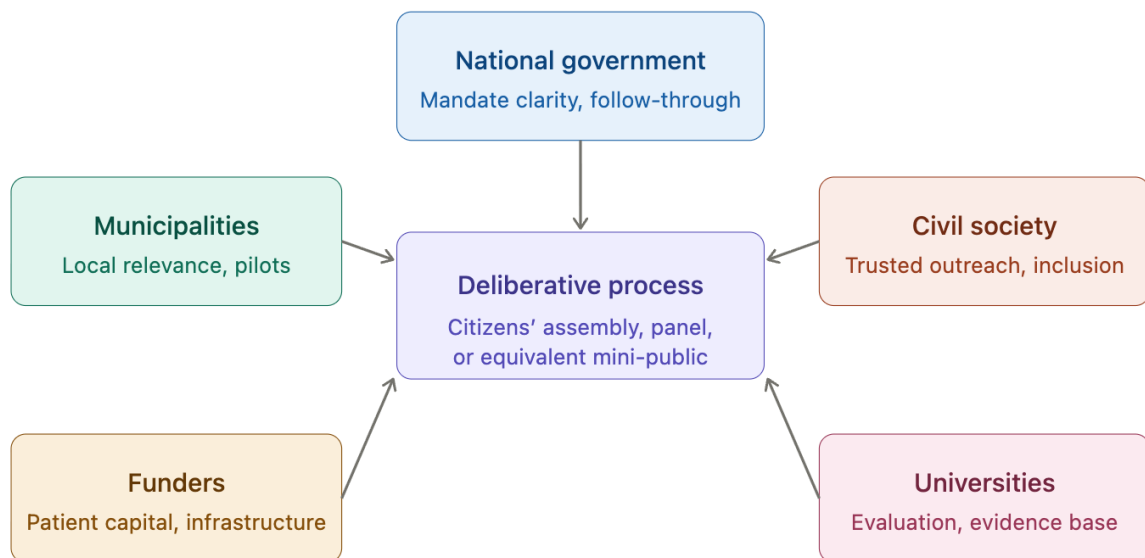 National government
Mandate clarity, follow-through
Municipalities
Local relevance, pilots
Civil society
Trusted outreach, inclusion
Deliberative process
Citizens’ assembly, panel,
or equivalent mini-public
Funders
Patient capital, infrastructure
Universities
Evaluation, evidence base